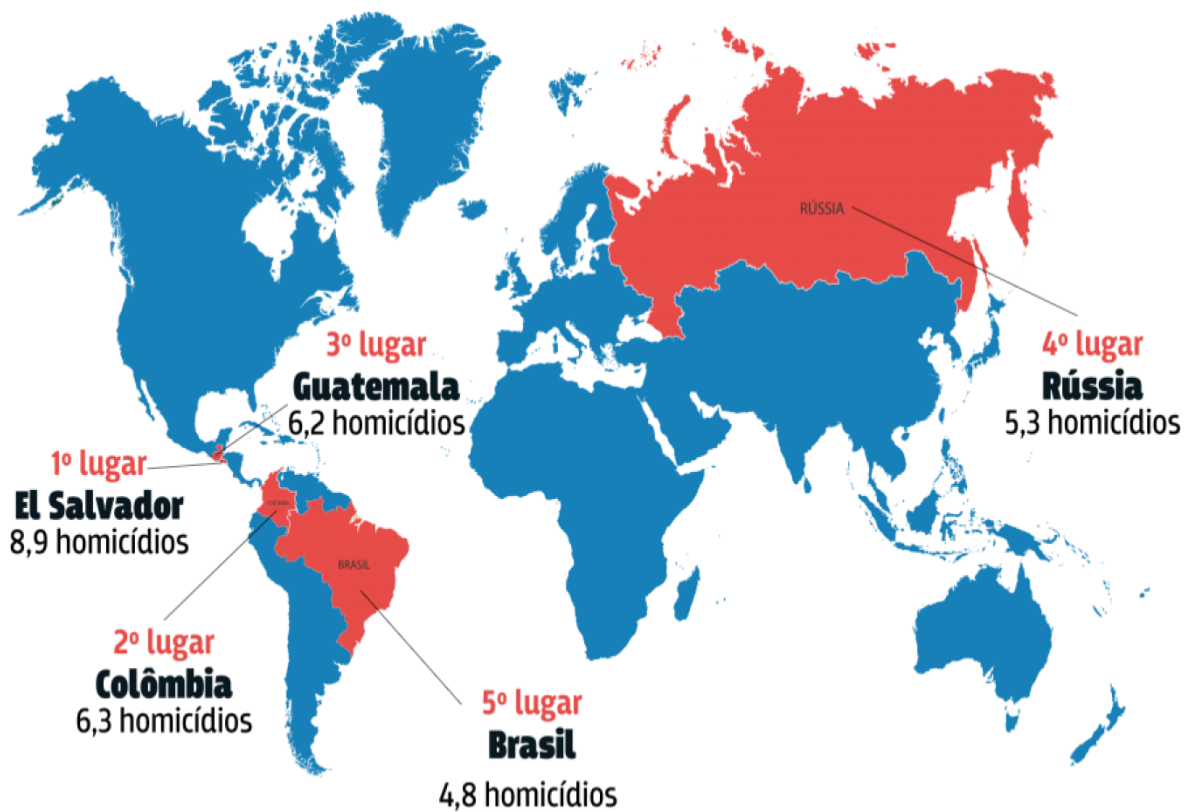 RÚSSIA
3º lugar
Guatemala
6,2 homicídios
4º lugar
Rússia
5,3 homicídios
1º lugar
El Salvador
8,9 homicídios
COLÔMBIA
BRASIL
2º lugar
Colômbia
6,3 homicídios
5º lugar
Brasil
4,8 homicídios